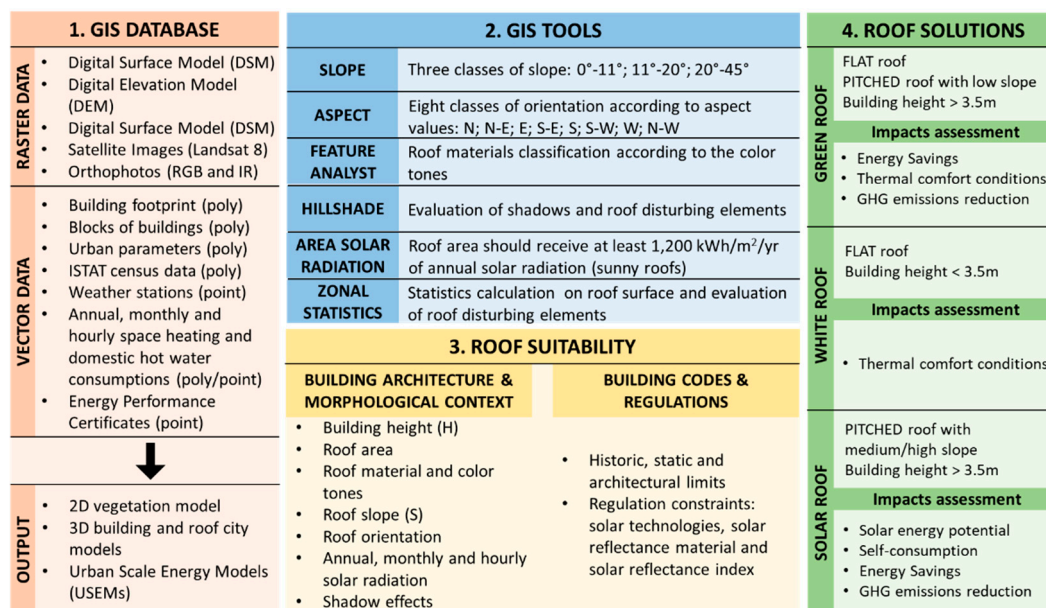 1. GIS DATABASE
RASTER DATA
• Digital Surface Model (DSM)
• Digital Elevation Model
(DEM)
• Digital Surface Model (DSM)
• Satellite Images (Landsat 8)
• Orthophotos (RGB and IR)
VECTOR DATA
• Building footprint (poly)
• Blocks of buildings (poly)
• Urban parameters (poly)
• ISTAT census data (poly)
• Weather stations (point)
• Annual, monthly and
hourly space heating and
domestic hot water
consumptions (poly/point)
• Energy Performance
Certificates (point)
OUTPUT
• 2D vegetation model
• 3D building and roof city
models
• Urban Scale Energy Models
(USEMs)
2. GIS TOOLS
SLOPE
Three classes of slope: 0°-11°; 11°-20°; 20°-45°
ASPECT
Eight classes of orientation according to aspect
values: N; N-E; E; S-E; S; S-W; W; N-W
FEATURE
ANALYST
Roof materials classification according to the color
tones
HILLSHADE
Evaluation of shadows and roof disturbing elements
AREA SOLAR
RADIATION
Roof area should receive at least 1,200 kWh/m²/yr
of annual solar radiation (sunny roofs)
ZONAL
STATISTICS
Statistics calculation on roof surface and evaluation
of roof disturbing elements
3. ROOF SUITABILITY
BUILDING ARCHITECTURE &
MORPHOLOGICAL CONTEXT
• Building height (H)
• Roof area
• Roof material and color
tones
• Roof slope (S)
• Roof orientation
• Annual, monthly and hourly
solar radiation
• Shadow effects
BUILDING CODES &
REGULATIONS
• Historic, static and
architectural limits
• Regulation constraints:
solar technologies, solar
reflectance material and
solar reflectance index
4. ROOF SOLUTIONS
GREEN ROOF
FLAT roof
PITCHED roof with low slope
Building height > 3.5m
Impacts assessment
• Energy Savings
• Thermal comfort conditions
• GHG emissions reduction
WHITE ROOF
FLAT roof
Building height < 3.5m
Impacts assessment
• Thermal comfort conditions
SOLAR ROOF
PITCHED roof with
medium/high slope
Building height > 3.5m
Impacts assessment
• Solar energy potential
• Self-consumption
• Energy Savings
• GHG emissions reduction